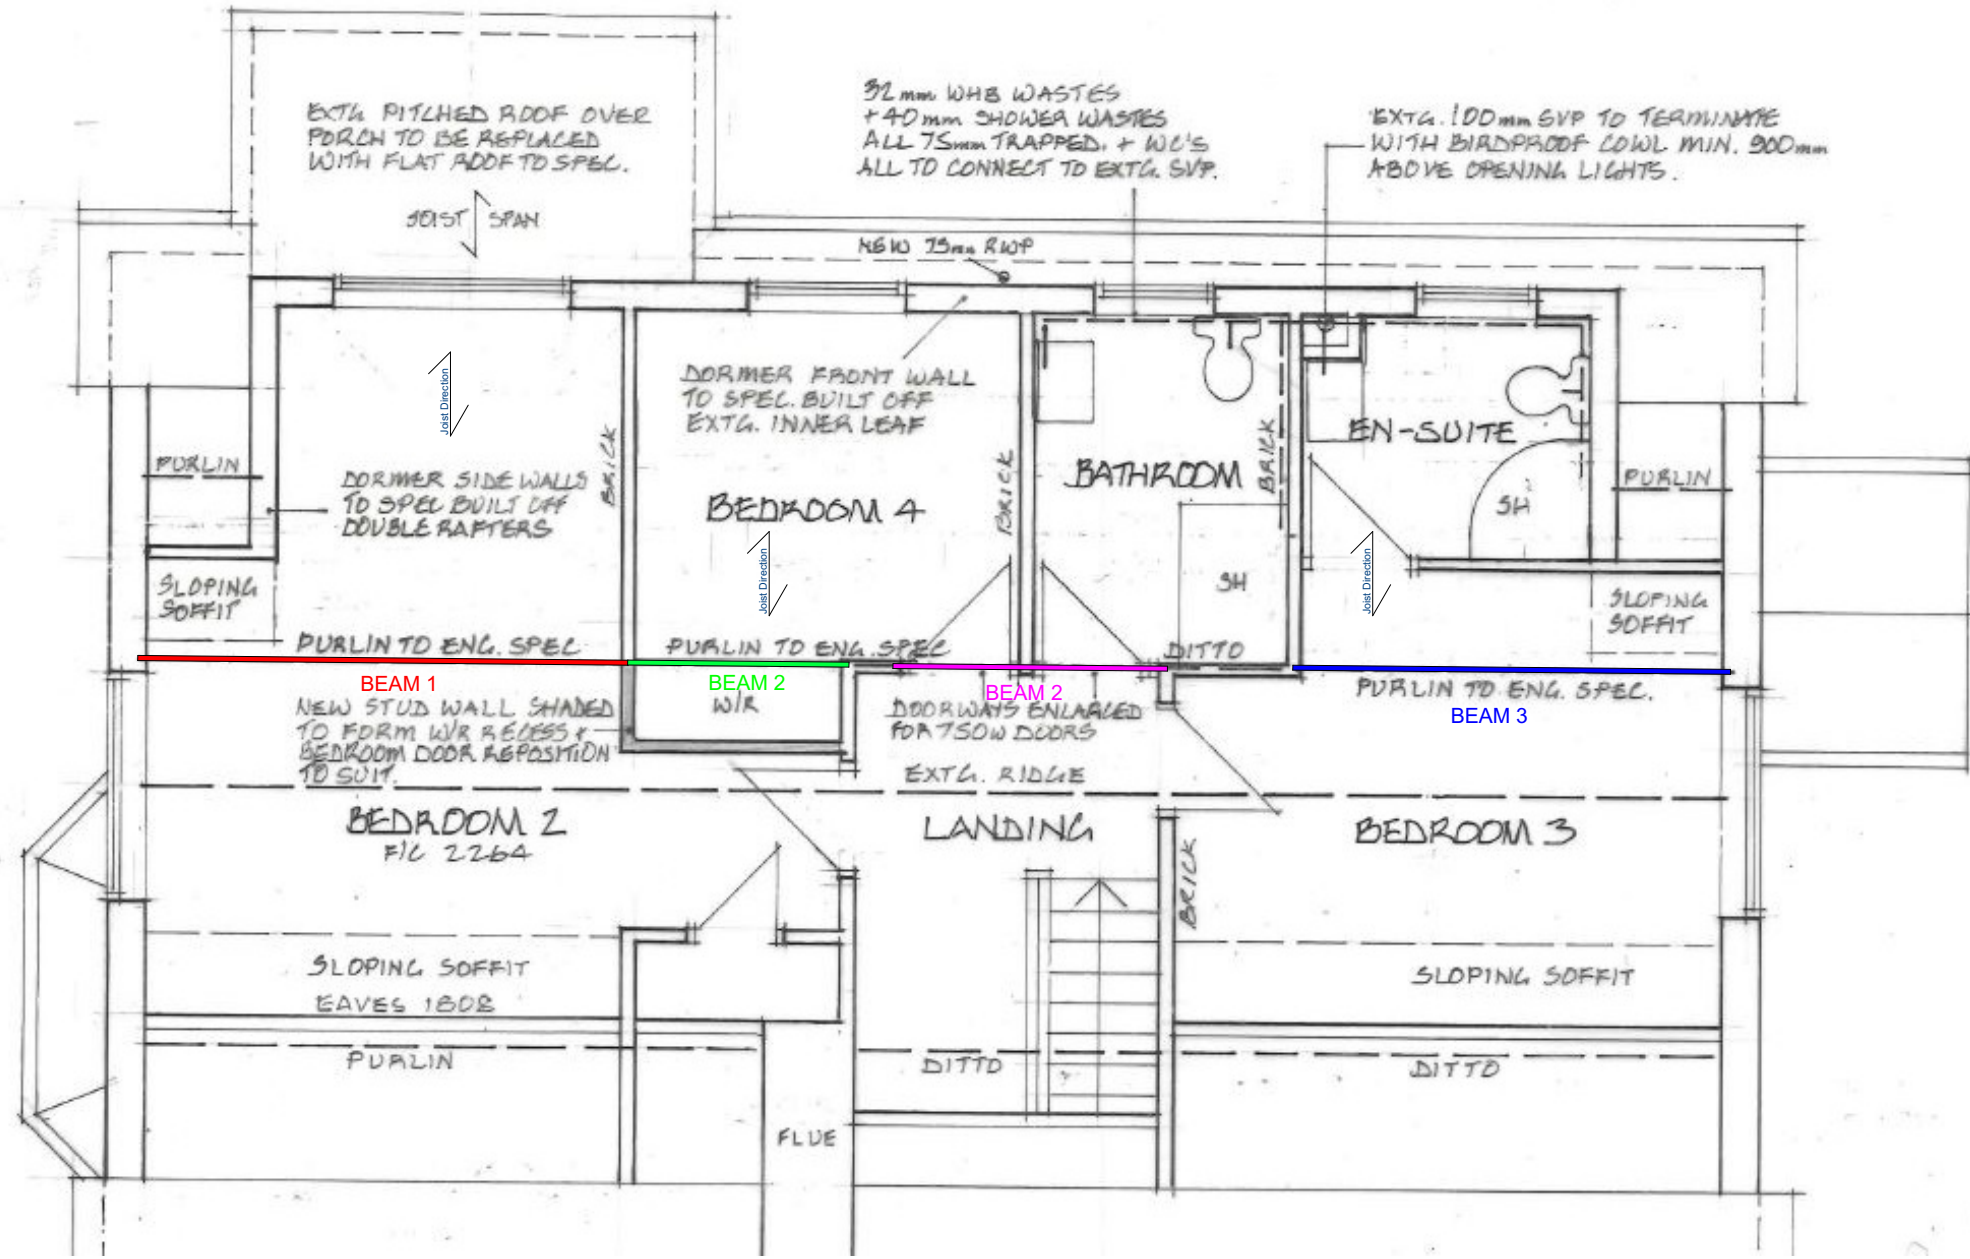 EXTG. PITCHED ROOF OVER
PORCH TO BE REPLACED
WITH FLAT ROOF TO SPEC.
JOIST SPAN
32mm WHB WASTES
+ 40mm SHOWER WASTES
ALL 75mm TRAPPED. + WC'S
ALL TO CONNECT TO EXTG. SVP.
EXTG. 100mm SVP TO TERMINATE
WITH BIRDPROOF COWL MIN. 900mm
ABOVE OPENING LIGHTS.
NEW 75mm RWP
Joist Direction
DORMER FRONT WALL
TO SPEC. BUILT OFF
EXTG. INNER LEAF
PURLIN
DORMER SIDE WALLS
TO SPEC BUILT OFF
DOUBLE RAFTERS
BRICK
BEDROOM 4
BRICK
BATHROOM
BRICK
EN-SUITE
SH
PURLIN
Joist Direction
SH
Joist Direction
SLOPING
SOFFIT
SLOPING
SOFFIT
PURLIN TO ENG. SPEC
PURLIN TO ENG. SPEC
DITTO
BEAM 1
BEAM 2
BEAM 2
PURLIN TO ENG. SPEC.
BEAM 3
W/R
NEW STUD WALL SHADED
TO FORM W/R RECESS +
BEDROOM DOOR REPOSITION
TO SUIT.
DOORWAYS ENLARGED
FOR 750W DOORS
EXTG. RIDGE
BEDROOM 2
F/C 2264
LANDING
BEDROOM 3
BRICK
SLOPING SOFFIT
EAVES 1808
SLOPING SOFFIT
PURLIN
DITTO
DITTO
FLUE